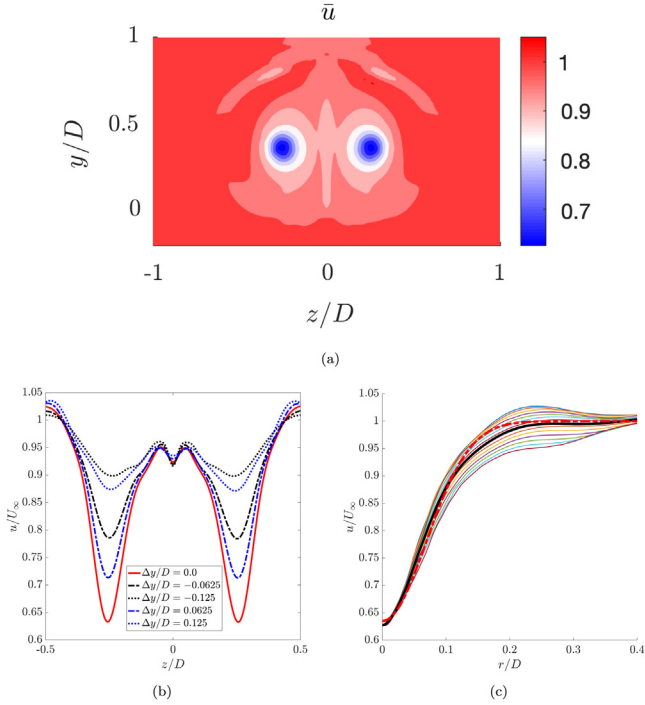 ū
1
0.5
0
y/D
-1
0
1
z/D
1
0.9
0.8
0.7
(a)
1.05
1
0.95
0.9
0.85
0.8
0.75
0.7
0.65
0.6
u/U∞
Δy/D = 0.0
Δy/D = −0.0625
Δy/D = −0.125
Δy/D = 0.0625
Δy/D = 0.125
-0.5
0
0.5
z/D
(b)
1.05
1
0.95
0.9
0.85
0.8
0.75
0.7
0.65
0.6
u/U∞
0
0.1
0.2
0.3
0.4
r/D
(c)